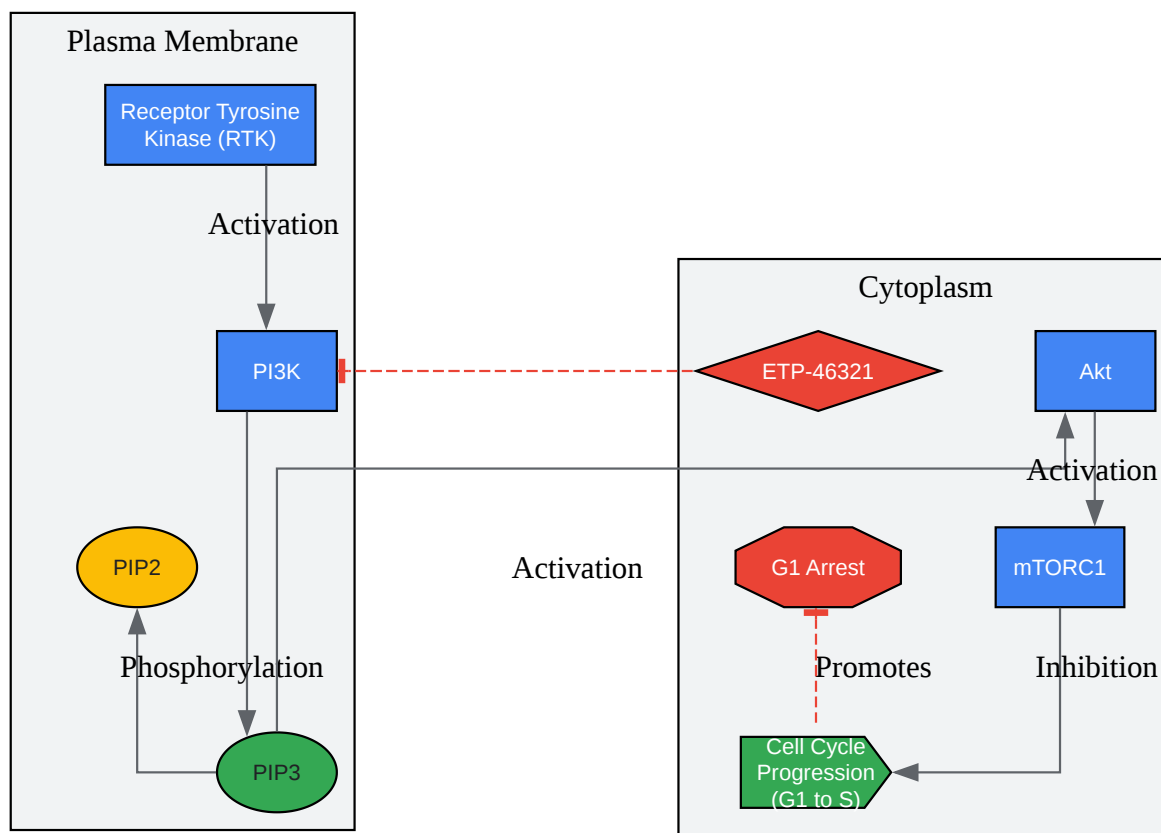 Plasma Membrane
Receptor Tyrosine
Kinase (RTK)
Activation
Cytoplasm
PI3K
ETP-46321
Akt
Activation
PIP2
Activation
G1 Arrest
mTORC1
Phosphorylation
Promotes
Inhibition
PIP3
Cell Cycle
Progression
(G1 to S)